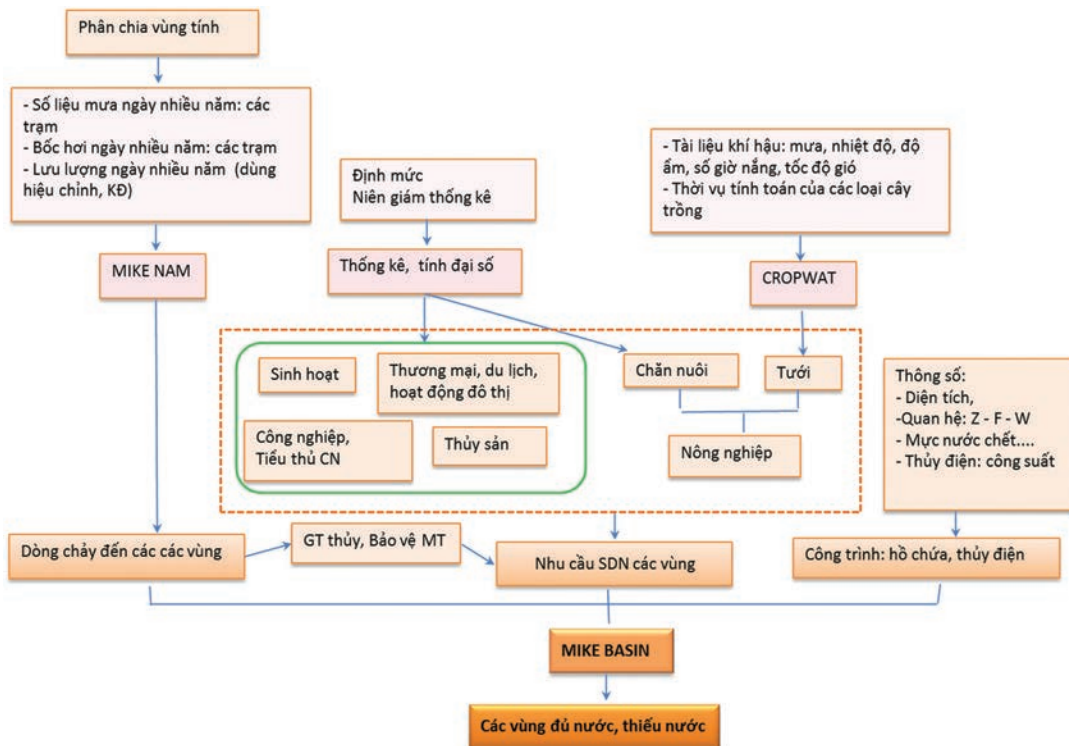 Phân chia vùng tính
- Số liệu mưa ngày nhiều năm: các
trạm
- Bốc hơi ngày nhiều năm: các trạm
- Lưu lượng ngày nhiều năm (dùng
hiệu chỉnh, KĐ)
MIKE NAM
Định mức
Niên giám thống kê
Thống kê, tính đại số
- Tài liệu khí hậu: mưa, nhiệt độ, độ
ẩm, số giờ nắng, tốc độ gió
- Thời vụ tính toán của các loại cây
trồng
CROPWAT
Sinh hoạt
Thương mại, du lịch,
hoạt động đô thị
Công nghiệp,
Tiểu thủ CN
Thủy sản
Chăn nuôi
Tưới
Nông nghiệp
Thông số:
- Diện tích,
-Quan hệ: Z - F - W
- Mực nước chết....
- Thủy điện: công suất
Dòng chảy đến các các vùng
GT thủy, Bảo vệ MT
Nhu cầu SDN các vùng
Công trình: hồ chứa, thủy điện
MIKE BASIN
Các vùng đủ nước, thiếu nước